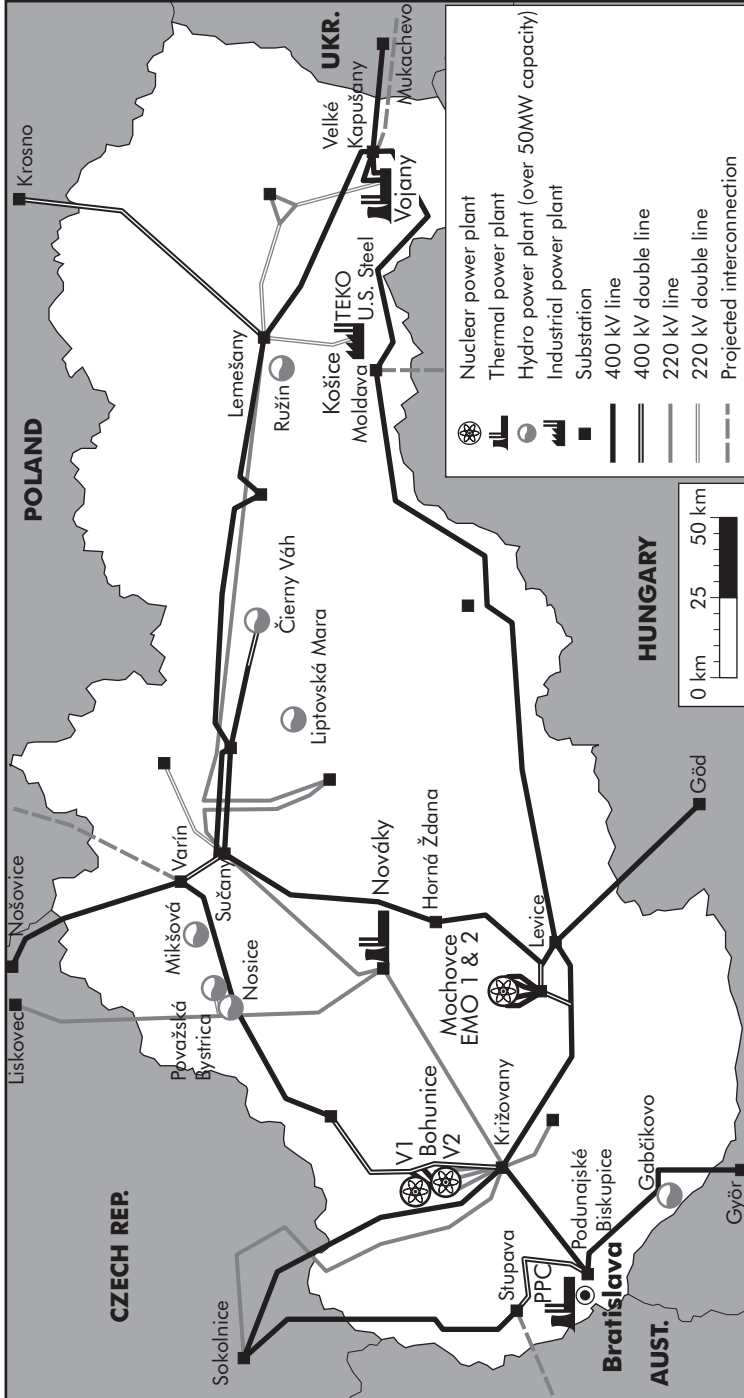 POLAND
CZECH REP.
UKR.
HUNGARY
AUST.
Krosno
Nošovice
Liskovec
Sokolnice
Mukachevo
Velké
Kapušany
Vojany
Lemešany
Ružín
Košice
TEKO
U.S. Steel
Moldava
Čierny Váh
Liptovská Mara
Varín
Sučany
Mikšová
Považská
Bystrica
Nosice
Nováky
Horná Ždana
Levice
Mochovce
EMO 1 & 2
V1
Bohunice
V2
Križovany
Stupava
PPC
Bratislava
Podunajské
Biskupice
Gabčikovo
Györ
Göd
0 km
25
50 km
Nuclear power plant
Thermal power plant
Hydro power plant (over 50MW capacity)
Industrial power plant
Substation
400 kV line
400 kV double line
220 kV line
220 kV double line
Projected interconnection